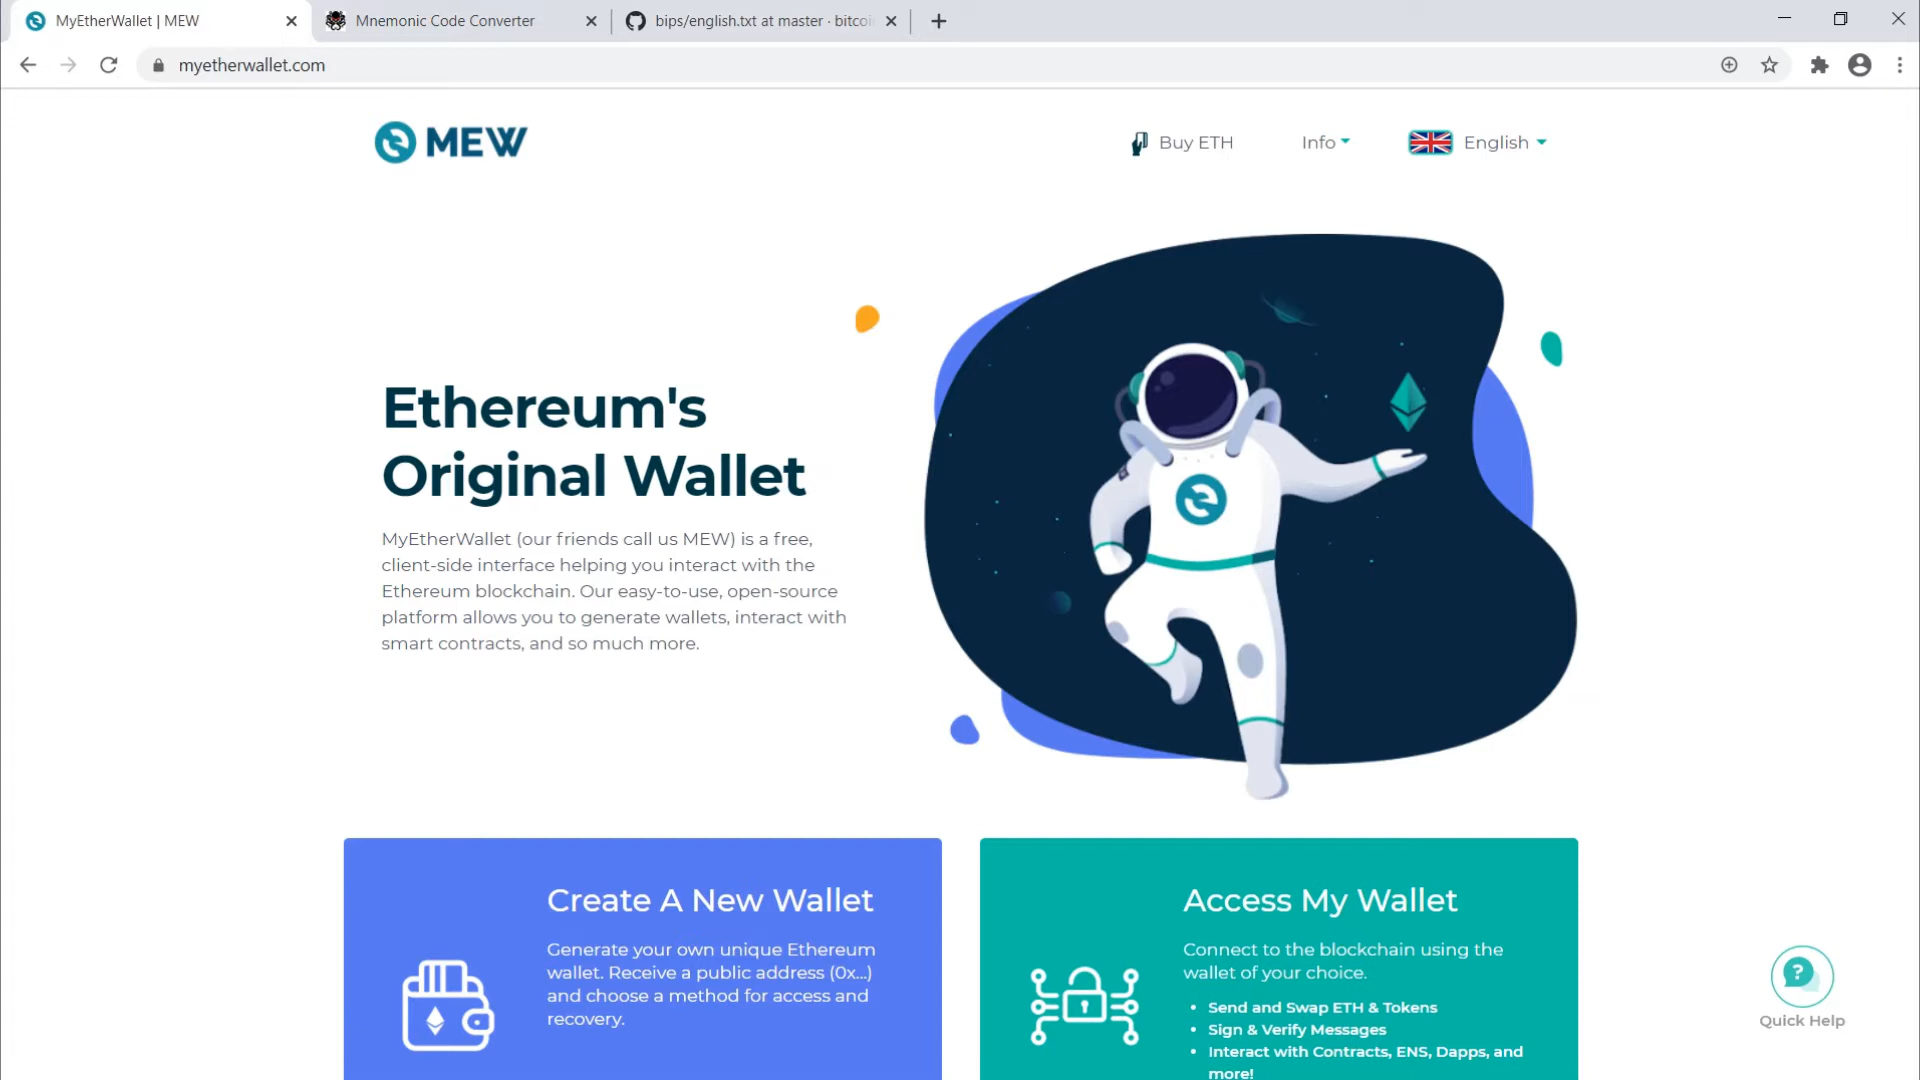 MyEtherWallet | MEW
Mnemonic Code Converter
bips/english.txt at master · bitcoi
myetherwallet.com
MEW
Buy ETH
Info
English
Ethereum's
Original Wallet
MyEtherWallet (our friends call us MEW) is a free,
client-side interface helping you interact with the
Ethereum blockchain. Our easy-to-use, open-source
platform allows you to generate wallets, interact with
smart contracts, and so much more.
Create A New Wallet
Generate your own unique Ethereum
wallet. Receive a public address (0x...)
and choose a method for access and
recovery.
Access My Wallet
Connect to the blockchain using the
wallet of your choice.
• Send and Swap ETH & Tokens
• Sign & Verify Messages
• Interact with Contracts, ENS, Dapps, and
more!
?
Quick Help